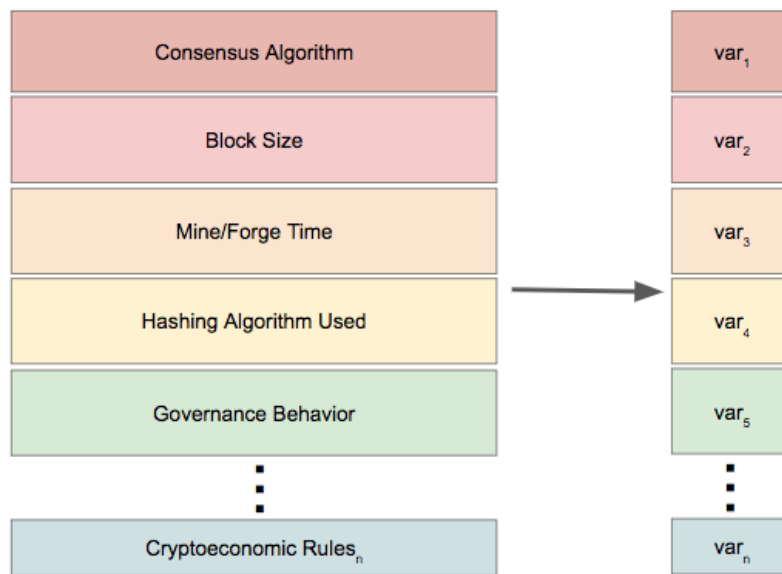 Consensus Algorithm var₁
Block Size var₂
Mine/Forge Time var₃
Hashing Algorithm Used var₄
Governance Behavior var₅
Cryptoeconomic Rulesₙ varₙ